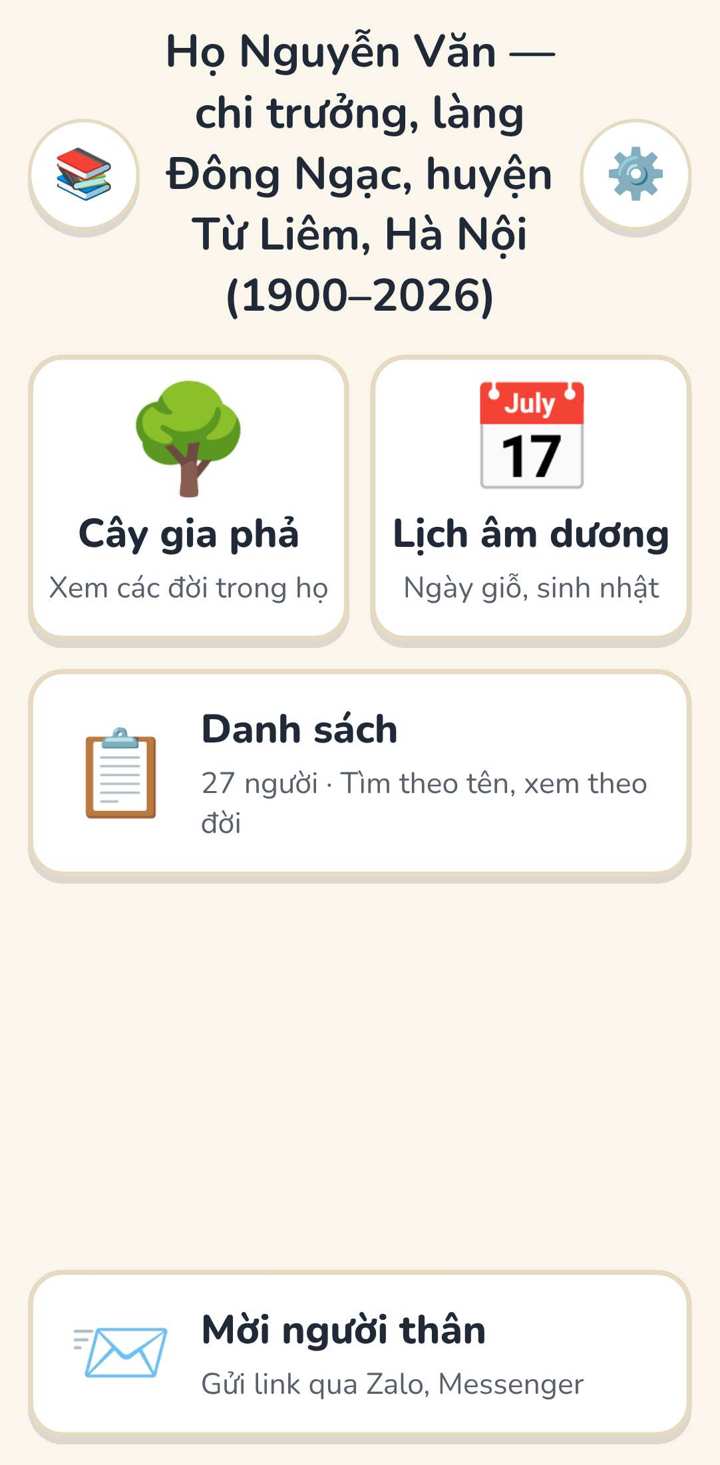 Họ Nguyễn Văn —
chi trưởng, làng
Đông Ngạc, huyện
Từ Liêm, Hà Nội
(1900–2026)
July
17
Cây gia phả
Xem các đời trong họ
Lịch âm dương
Ngày giỗ, sinh nhật
Danh sách
27 người · Tìm theo tên, xem theo
đời
Mời người thân
Gửi link qua Zalo, Messenger